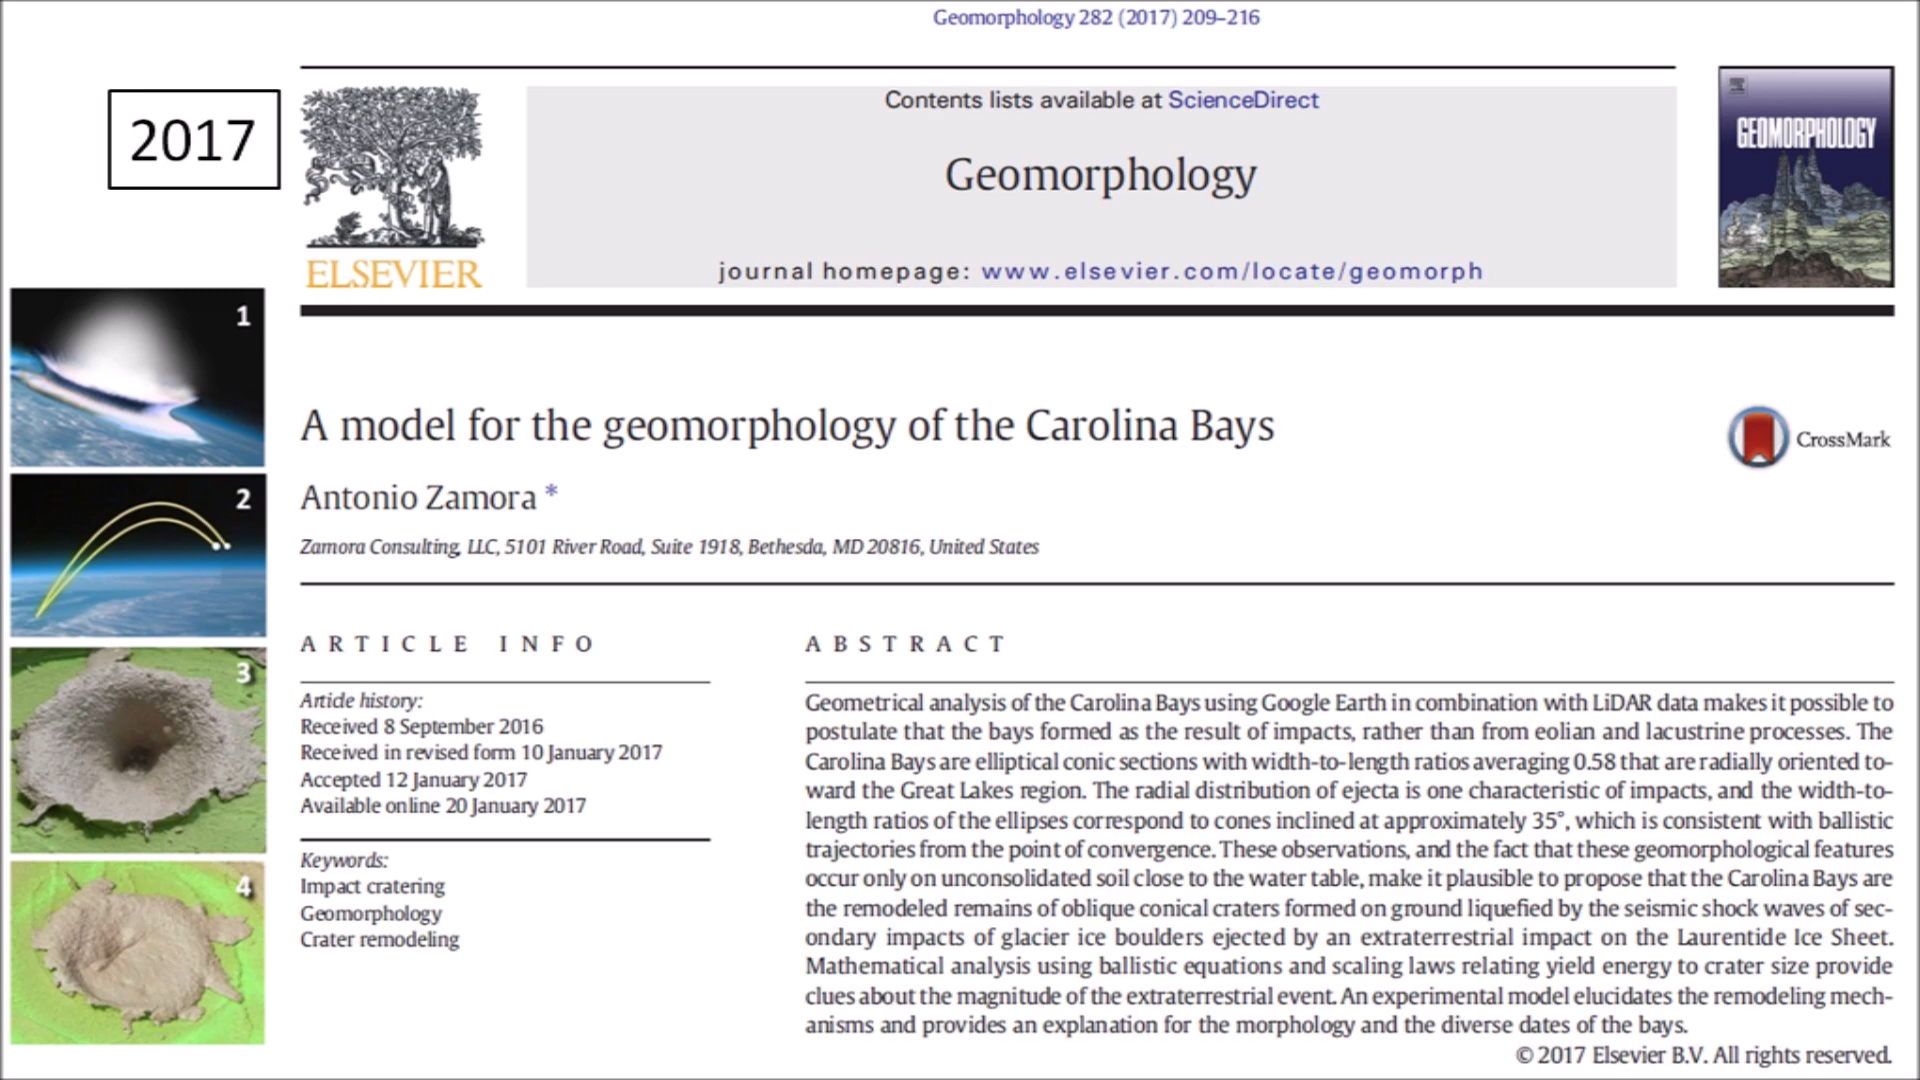 Geomorphology 282 (2017) 209–216
2017
ELSEVIER
Contents lists available at ScienceDirect
Geomorphology
journal homepage: www.elsevier.com/locate/geomorph
GEOMORPHOLOGY
A model for the geomorphology of the Carolina Bays
CrossMark
Antonio Zamora *
Zamora Consulting, LLC, 5101 River Road, Suite 1918, Bethesda, MD 20816, United States
1
2
3
4
ARTICLE INFO
Article history:
Received 8 September 2016
Received in revised form 10 January 2017
Accepted 12 January 2017
Available online 20 January 2017
Keywords:
Impact cratering
Geomorphology
Crater remodeling
ABSTRACT
Geometrical analysis of the Carolina Bays using Google Earth in combination with LiDAR data makes it possible to
postulate that the bays formed as the result of impacts, rather than from eolian and lacustrine processes. The
Carolina Bays are elliptical conic sections with width-to-length ratios averaging 0.58 that are radially oriented to-
ward the Great Lakes region. The radial distribution of ejecta is one characteristic of impacts, and the width-to-
length ratios of the ellipses correspond to cones inclined at approximately 35°, which is consistent with ballistic
trajectories from the point of convergence. These observations, and the fact that these geomorphological features
occur only on unconsolidated soil close to the water table, make it plausible to propose that the Carolina Bays are
the remodeled remains of oblique conical craters formed on ground liquefied by the seismic shock waves of sec-
ondary impacts of glacier ice boulders ejected by an extraterrestrial impact on the Laurentide Ice Sheet.
Mathematical analysis using ballistic equations and scaling laws relating yield energy to crater size provide
clues about the magnitude of the extraterrestrial event. An experimental model elucidates the remodeling mech-
anisms and provides an explanation for the morphology and the diverse dates of the bays.
© 2017 Elsevier B.V. All rights reserved.